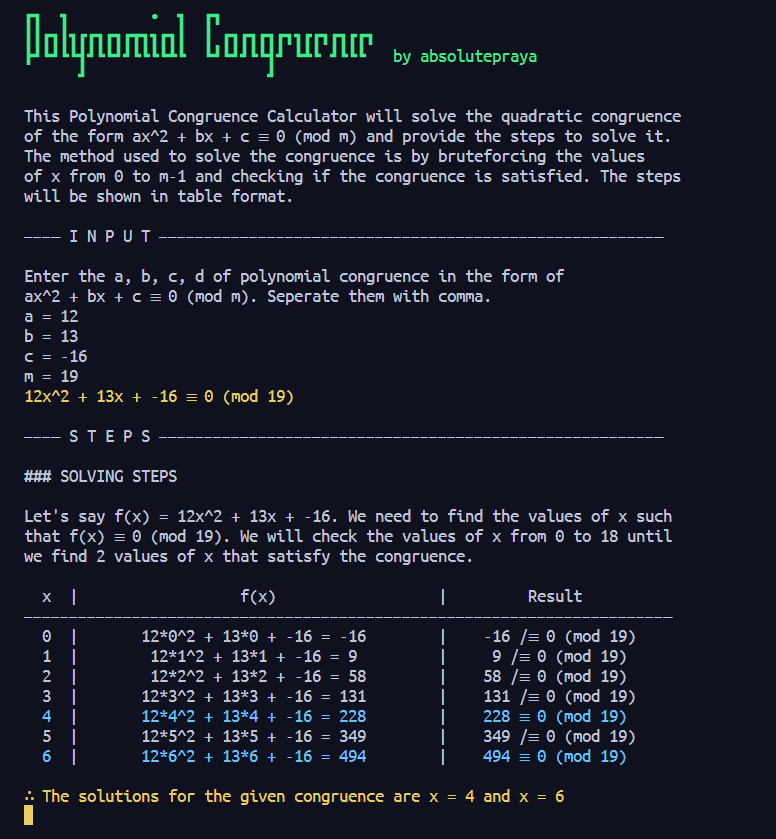 Polynomial Congruence by absolutepraya
This Polynomial Congruence Calculator will solve the quadratic congruence
of the form ax^2 + bx + c ≡ 0 (mod m) and provide the steps to solve it.
The method used to solve the congruence is by bruteforcing the values
of x from 0 to m-1 and checking if the congruence is satisfied. The steps
will be shown in table format.
———— I N P U T ————————————————————————————————————————————————————————
Enter the a, b, c, d of polynomial congruence in the form of
ax^2 + bx + c ≡ 0 (mod m). Seperate them with comma.
a = 12
b = 13
c = -16
m = 19
12x^2 + 13x + -16 ≡ 0 (mod 19)
———— S T E P S ————————————————————————————————————————————————————————
### SOLVING STEPS
Let's say f(x) = 12x^2 + 13x + -16. We need to find the values of x such
that f(x) ≡ 0 (mod 19). We will check the values of x from 0 to 18 until
we find 2 values of x that satisfy the congruence.
x | f(x) | Result
0 | 12*0^2 + 13*0 + -16 = -16 | -16 /≡ 0 (mod 19)
1 | 12*1^2 + 13*1 + -16 = 9 | 9 /≡ 0 (mod 19)
2 | 12*2^2 + 13*2 + -16 = 58 | 58 /≡ 0 (mod 19)
3 | 12*3^2 + 13*3 + -16 = 131 | 131 /≡ 0 (mod 19)
4 | 12*4^2 + 13*4 + -16 = 228 | 228 ≡ 0 (mod 19)
5 | 12*5^2 + 13*5 + -16 = 349 | 349 /≡ 0 (mod 19)
6 | 12*6^2 + 13*6 + -16 = 494 | 494 ≡ 0 (mod 19)
∴ The solutions for the given congruence are x = 4 and x = 6